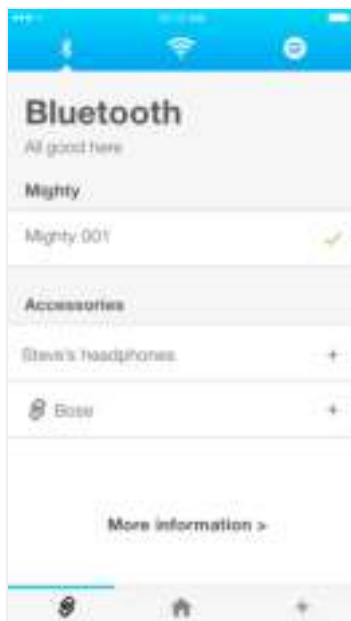 Bluetooth
All good here
Mighty
Mighty 001
Accessories
Steve's headphones
Bose
More information >